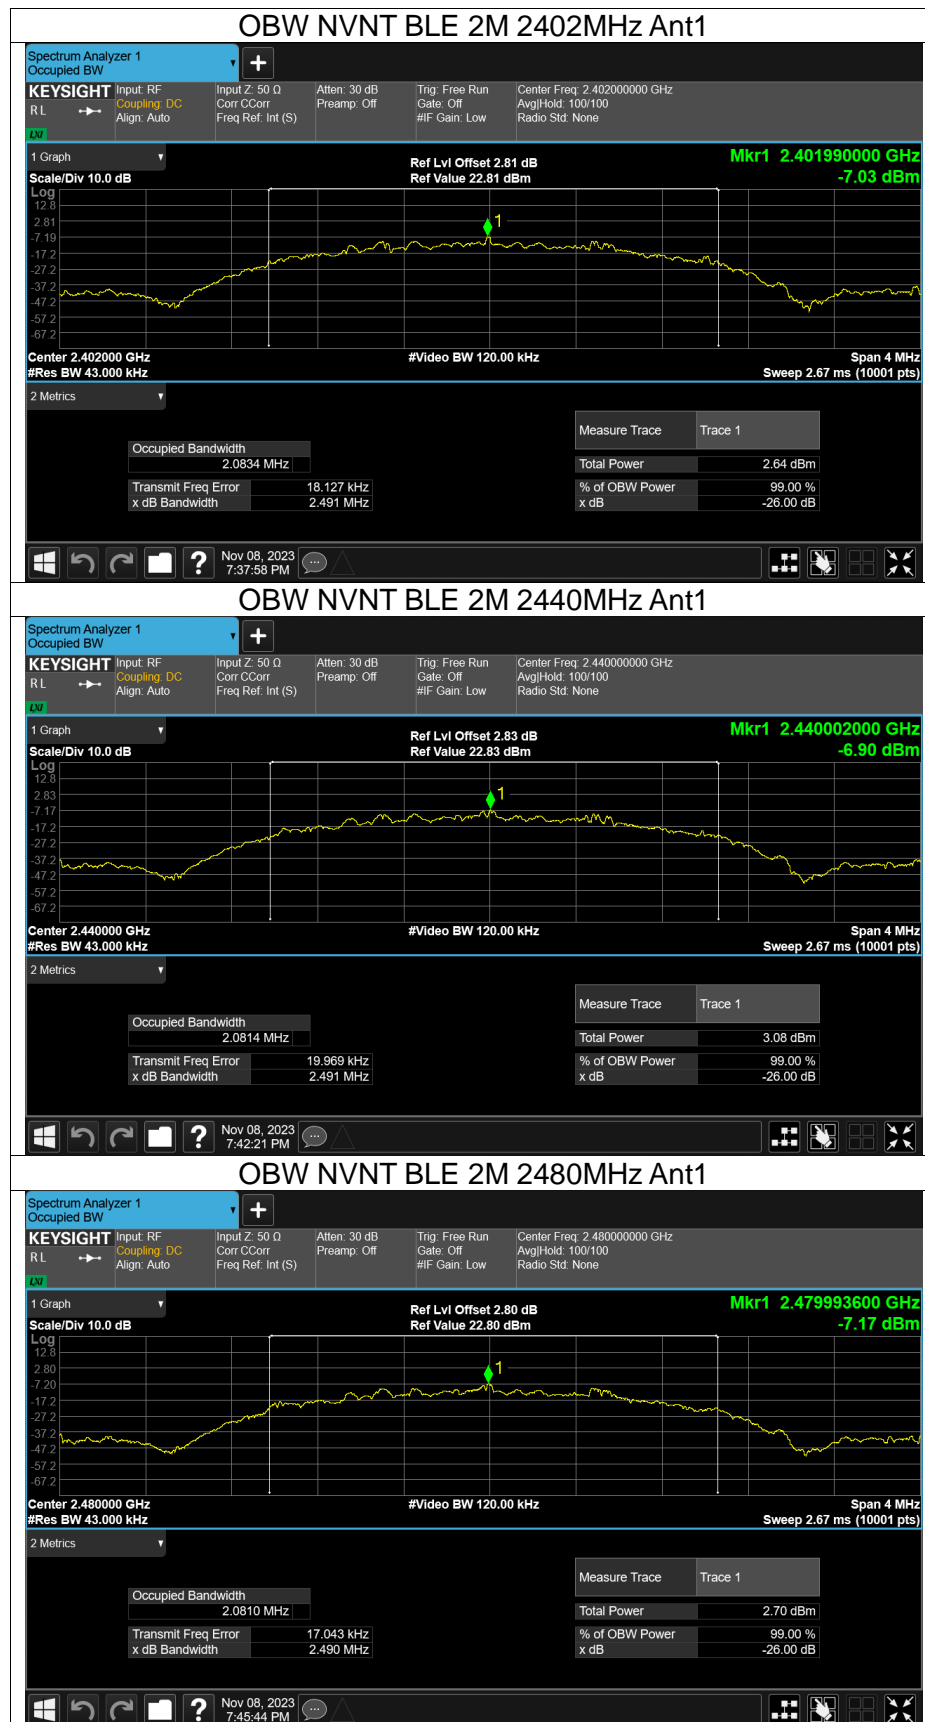 OBW NVNT BLE 2M 2402MHz Ant1
Spectrum Analyzer 1
Occupied BW
KEYSIGHT Input: RF Input Z: 50 Ω Atten: 30 dB Trig: Free Run Center Freq: 2.402000000 GHz
R L Coupling: DC Corr CCorr Preamp: Off Gate: Off Avg|Hold: 100/100
Align: Auto Freq Ref: Int (S) #IF Gain: Low Radio Std: None
LXI
1 Graph Ref Lvl Offset 2.81 dB Mkr1 2.401990000 GHz
Scale/Div 10.0 dB Ref Value 22.81 dBm -7.03 dBm
Log
12.8
2.81
-7.19
-17.2
-27.2
-37.2
-47.2
-57.2
-67.2
1
Center 2.402000 GHz #Video BW 120.00 kHz Span 4 MHz
#Res BW 43.000 kHz Sweep 2.67 ms (10001 pts)
2 Metrics
Measure Trace Trace 1
Occupied Bandwidth
2.0834 MHz Total Power 2.64 dBm
Transmit Freq Error 18.127 kHz % of OBW Power 99.00 %
x dB Bandwidth 2.491 MHz x dB -26.00 dB
Nov 08, 2023
7:37:58 PM
OBW NVNT BLE 2M 2440MHz Ant1
Spectrum Analyzer 1
Occupied BW
KEYSIGHT Input: RF Input Z: 50 Ω Atten: 30 dB Trig: Free Run Center Freq: 2.440000000 GHz
R L Coupling: DC Corr CCorr Preamp: Off Gate: Off Avg|Hold: 100/100
Align: Auto Freq Ref: Int (S) #IF Gain: Low Radio Std: None
LXI
1 Graph Ref Lvl Offset 2.83 dB Mkr1 2.440002000 GHz
Scale/Div 10.0 dB Ref Value 22.83 dBm -6.90 dBm
Log
12.8
2.83
-7.17
-17.2
-27.2
-37.2
-47.2
-57.2
-67.2
1
Center 2.440000 GHz #Video BW 120.00 kHz Span 4 MHz
#Res BW 43.000 kHz Sweep 2.67 ms (10001 pts)
2 Metrics
Measure Trace Trace 1
Occupied Bandwidth
2.0814 MHz Total Power 3.08 dBm
Transmit Freq Error 19.969 kHz % of OBW Power 99.00 %
x dB Bandwidth 2.491 MHz x dB -26.00 dB
Nov 08, 2023
7:42:21 PM
OBW NVNT BLE 2M 2480MHz Ant1
Spectrum Analyzer 1
Occupied BW
KEYSIGHT Input: RF Input Z: 50 Ω Atten: 30 dB Trig: Free Run Center Freq: 2.480000000 GHz
R L Coupling: DC Corr CCorr Preamp: Off Gate: Off Avg|Hold: 100/100
Align: Auto Freq Ref: Int (S) #IF Gain: Low Radio Std: None
LXI
1 Graph Ref Lvl Offset 2.80 dB Mkr1 2.479993600 GHz
Scale/Div 10.0 dB Ref Value 22.80 dBm -7.17 dBm
Log
12.8
2.80
-7.20
-17.2
-27.2
-37.2
-47.2
-57.2
-67.2
1
Center 2.480000 GHz #Video BW 120.00 kHz Span 4 MHz
#Res BW 43.000 kHz Sweep 2.67 ms (10001 pts)
2 Metrics
Measure Trace Trace 1
Occupied Bandwidth
2.0810 MHz Total Power 2.70 dBm
Transmit Freq Error 17.043 kHz % of OBW Power 99.00 %
x dB Bandwidth 2.490 MHz x dB -26.00 dB
Nov 08, 2023
7:45:44 PM